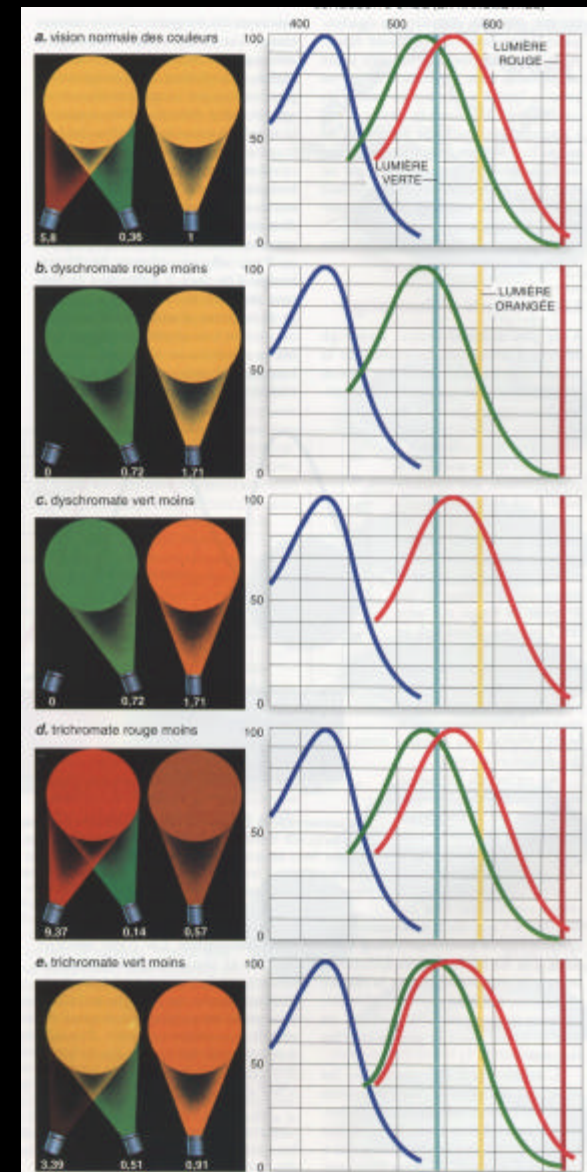 400 500 600
a. vision normale des couleurs
100
50
0
LUMIÈRE
ROUGE
LUMIÈRE
VERTE
5,8 0,36 1
b. dyschromate rouge moins
100
50
0
LUMIÈRE
ORANGÉE
0 0,72 1,71
c. dyschromate vert moins
100
50
0
0 0,72 1,71
d. trichromate rouge moins
100
50
0
9,37 0,14 0,57
e. trichromate vert moins
100
50
0
3,39 0,51 0,91